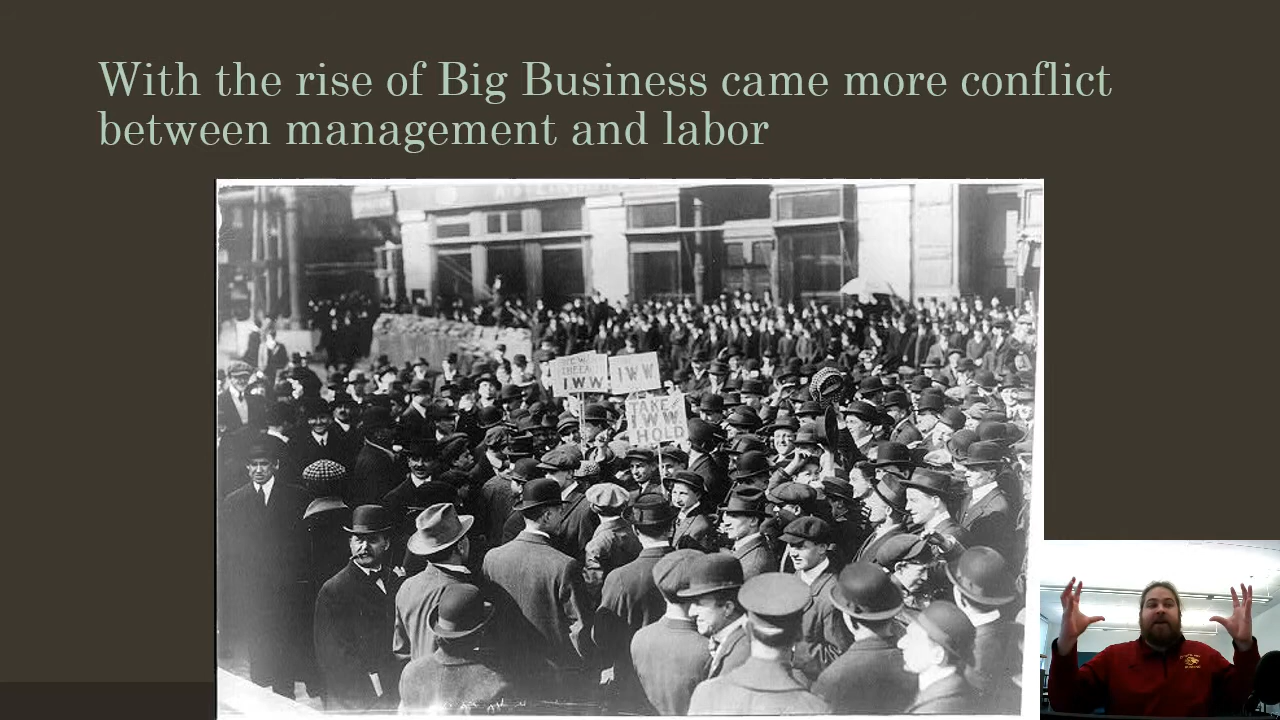 With the rise of Big Business came more conflict
between management and labor
IWW
IWW
TAKE
IWW
HOLD